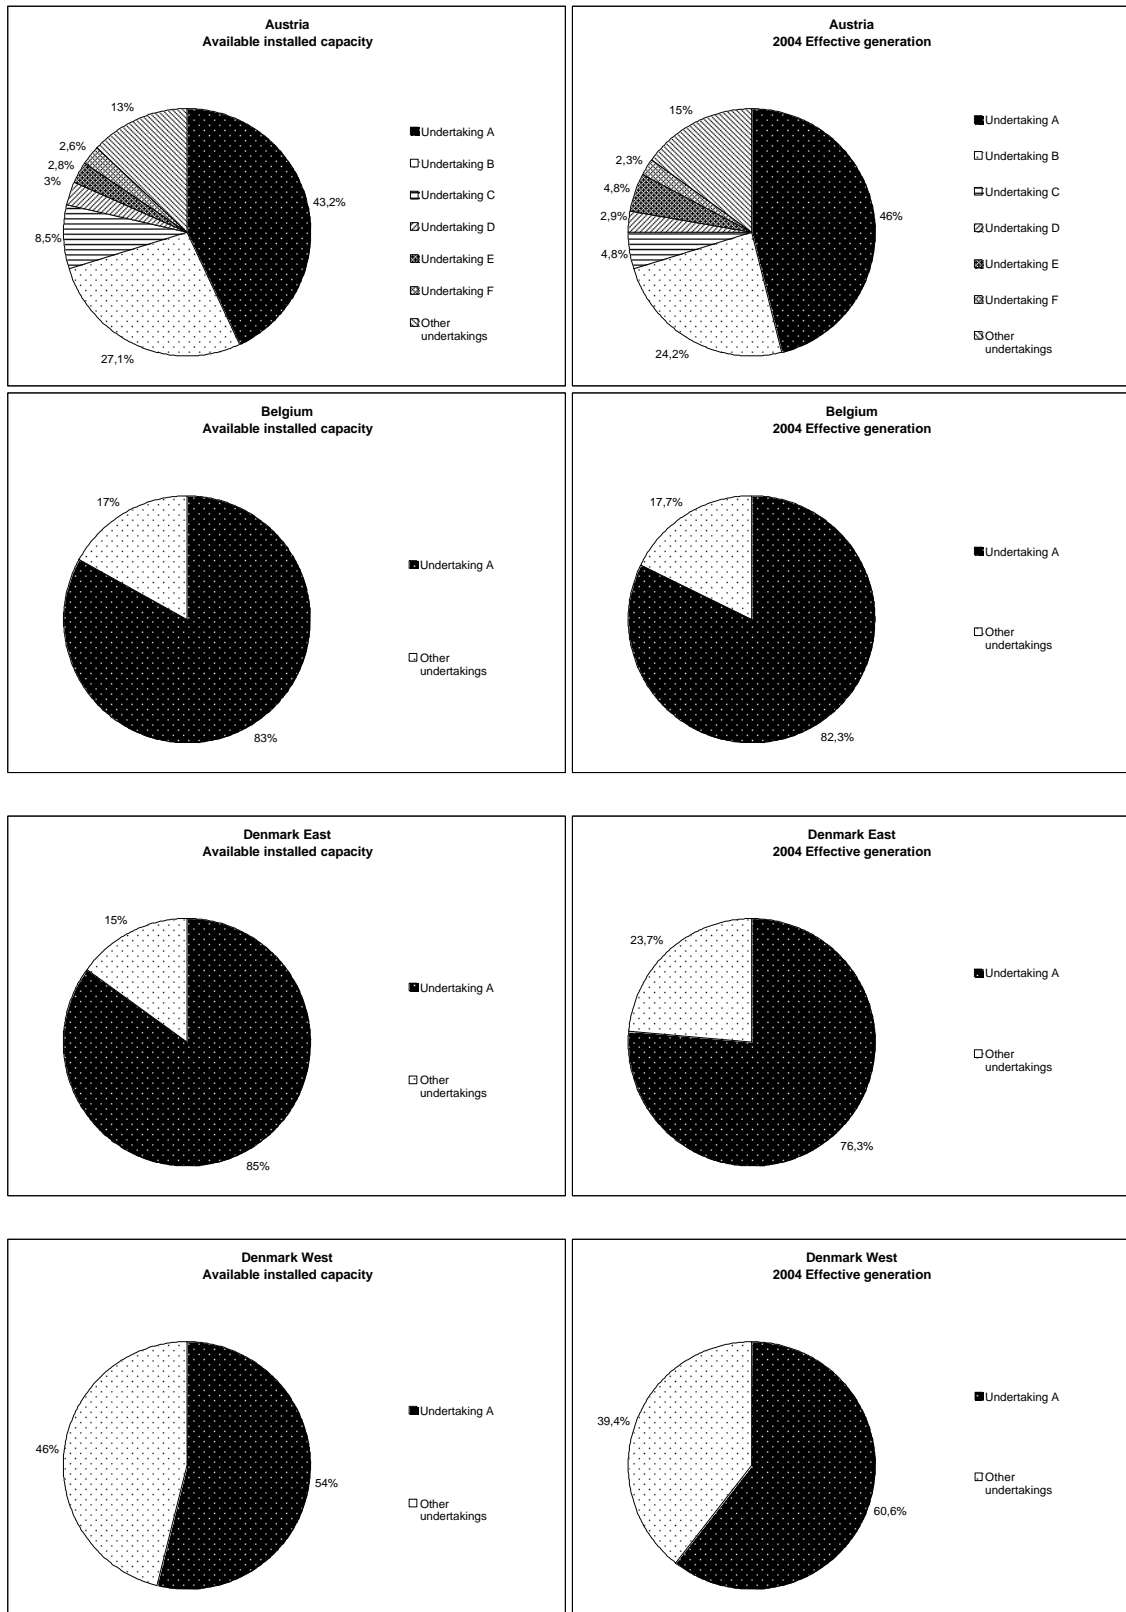 Austria
Available installed capacity
13%
2,6%
2,8%
3%
8,5%
27,1%
43,2%
Undertaking A
Undertaking B
Undertaking C
Undertaking D
Undertaking E
Undertaking F
Other
undertakings
Austria
2004 Effective generation
15%
2,3%
4,8%
2,9%
4,8%
24,2%
46%
Undertaking A
Undertaking B
Undertaking C
Undertaking D
Undertaking E
Undertaking F
Other
undertakings
Belgium
Available installed capacity
17%
83%
Undertaking A
Other
undertakings
Belgium
2004 Effective generation
17,7%
82,3%
Undertaking A
Other
undertakings
Denmark East
Available installed capacity
15%
85%
Undertaking A
Other
undertakings
Denmark East
2004 Effective generation
23,7%
76,3%
Undertaking A
Other
undertakings
Denmark West
Available installed capacity
46%
54%
Undertaking A
Other
undertakings
Denmark West
2004 Effective generation
39,4%
60,6%
Undertaking A
Other
undertakings